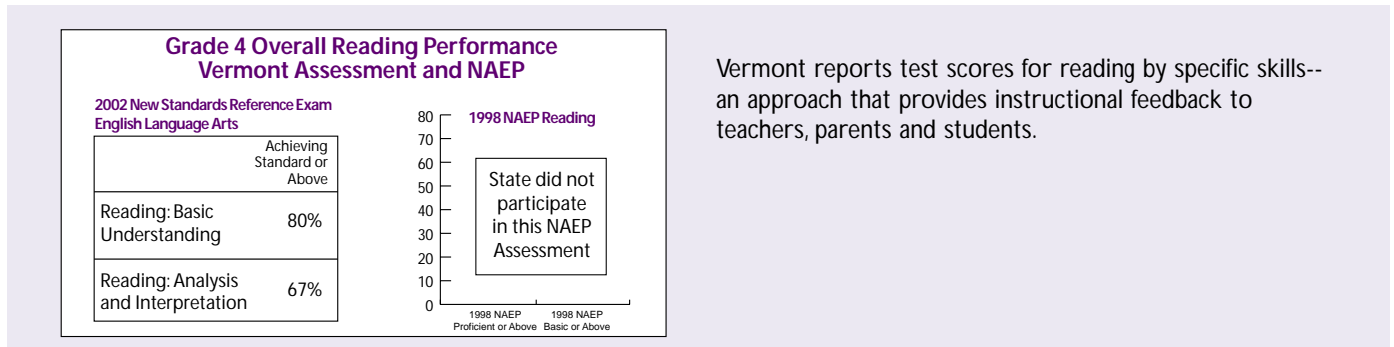 Grade 4 Overall Reading Performance
Vermont Assessment and NAEP
2002 New Standards Reference Exam
English Language Arts
Achieving
Standard or
Above
Reading: Basic
Understanding
80%
Reading: Analysis
and Interpretation
67%
1998 NAEP Reading
80
70
60
50
40
30
20
10
0
State did not
participate
in this NAEP
Assessment
1998 NAEP
Proficient or Above
1998 NAEP
Basic or Above
Vermont reports test scores for reading by specific skills--
an approach that provides instructional feedback to
teachers, parents and students.